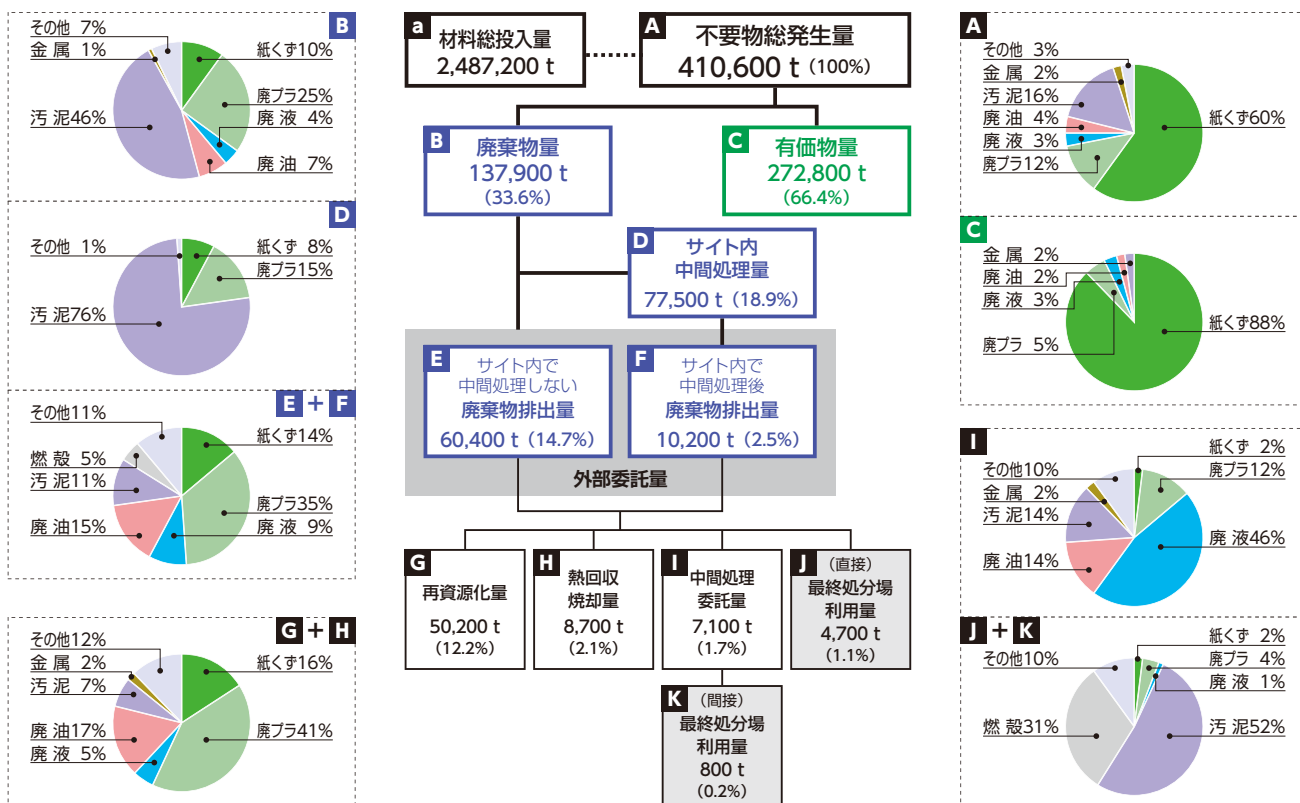 B
その他 7%
金 属 1%
汚 泥46%
紙くず10%
廃プラ25%
廃 液 4%
廃 油 7%
D
その他 1%
汚 泥76%
紙くず 8%
廃プラ15%
E + F
その他11%
燃 殻 5%
汚 泥11%
廃 油15%
紙くず14%
廃プラ35%
廃 液 9%
G + H
その他12%
金 属 2%
汚 泥 7%
廃 油17%
廃 液 5%
紙くず16%
廃プラ41%
a
材料総投入量
2,487,200 t
A
不要物総発生量
410,600 t (100%)
B
廃棄物量
137,900 t
(33.6%)
C
有価物量
272,800 t
(66.4%)
D
サイト内
中間処理量
77,500 t (18.9%)
E
サイト内で
中間処理しない
廃棄物排出量
60,400 t (14.7%)
F
サイト内で
中間処理後
廃棄物排出量
10,200 t (2.5%)
外部委託量
G
再資源化量
50,200 t
(12.2%)
H
熱回収
焼却量
8,700 t
(2.1%)
I
中間処理
委託量
7,100 t
(1.7%)
J
(直接)
最終処分場
利用量
4,700 t
(1.1%)
K
(間接)
最終処分場
利用量
800 t
(0.2%)
A
その他 3%
金 属 2%
汚 泥16%
廃 油 4%
廃 液 3%
廃プラ12%
紙くず60%
C
金 属 2%
廃 油 2%
廃 液 3%
廃プラ 5%
紙くず88%
I
その他10%
金 属 2%
汚 泥14%
廃 油14%
紙くず 2%
廃プラ12%
廃 液46%
J + K
その他10%
燃 殻31%
紙くず 2%
廃プラ 4%
廃 液 1%
汚 泥52%